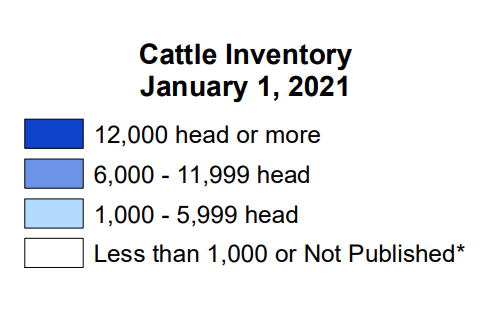 Cattle Inventory
January 1, 2021
12,000 head or more
6,000 - 11,999 head
1,000 - 5,999 head
Less than 1,000 or Not Published*